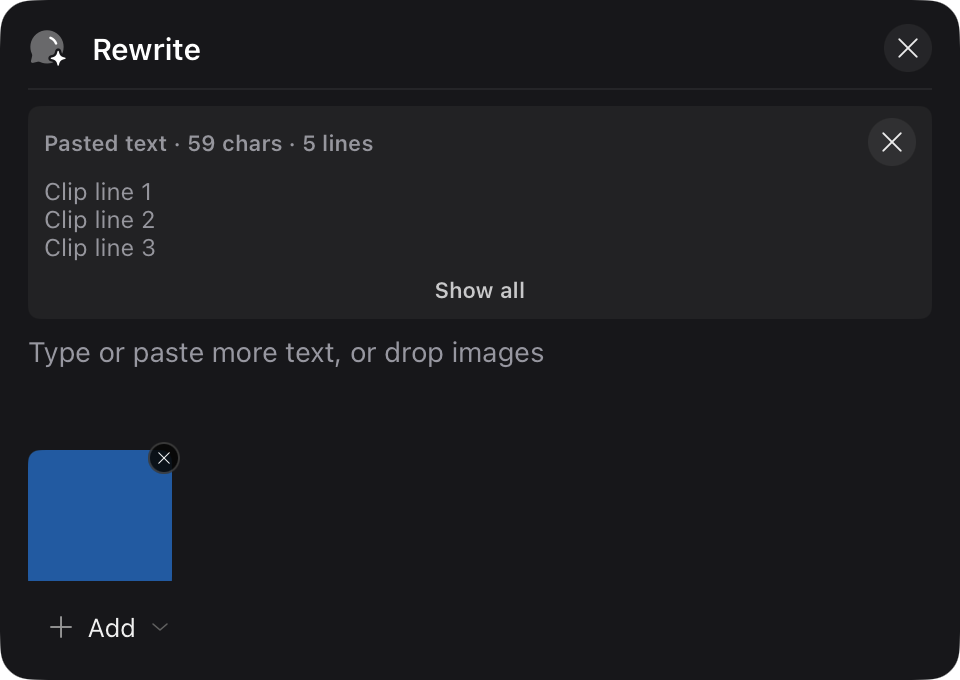 Rewrite
Pasted text · 59 chars · 5 lines
Clip line 1
Clip line 2
Clip line 3
Show all
Type or paste more text, or drop images
Add